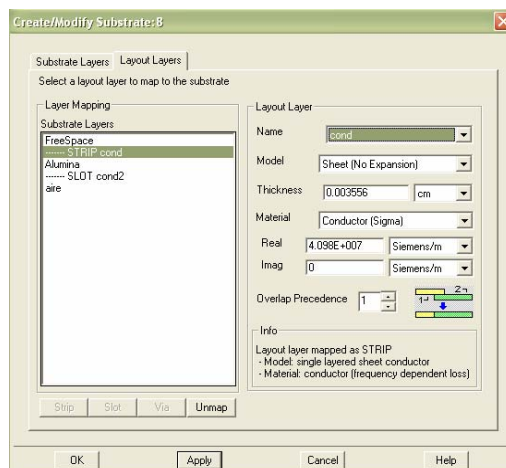 Create/Modify Substrate:8
Substrate Layers
Layout Layers
Select a layout layer to map to the substrate
Layer Mapping
Substrate Layers
FreeSpace
------ STRIP cond
Alumina
------ SLOT cond2
aire
Strip
Slot
Via
Unmap
Layout Layer
Name
cond
Model
Sheet (No Expansion)
Thickness
0.003556
cm
Material
Conductor (Sigma)
Real
4.098E+007
Siemens/m
Imag
0
Siemens/m
Overlap Precedence
1
1
2
Info
Layout layer mapped as STRIP
- Model: single layered sheet conductor
- Material: conductor (frequency dependent loss)
OK
Apply
Cancel
Help